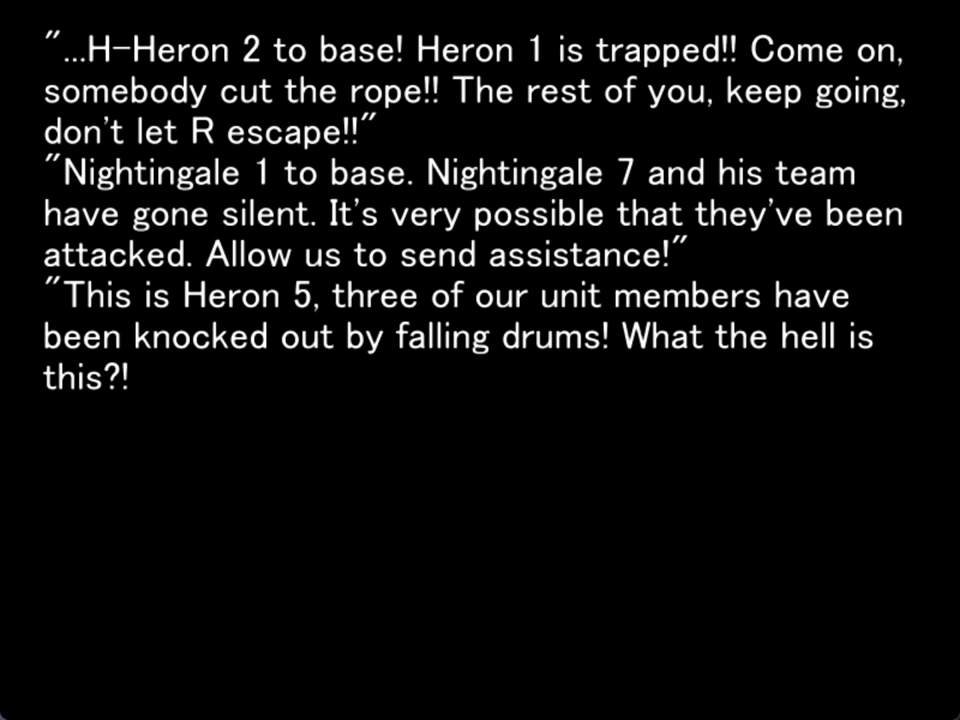 "...H-Heron 2 to base! Heron 1 is trapped!! Come on,
somebody cut the rope!! The rest of you, keep going,
don't let R escape!!"
"Nightingale 1 to base. Nightingale 7 and his team
have gone silent. It's very possible that they've been
attacked. Allow us to send assistance!"
"This is Heron 5, three of our unit members have
been knocked out by falling drums! What the hell is
this?!